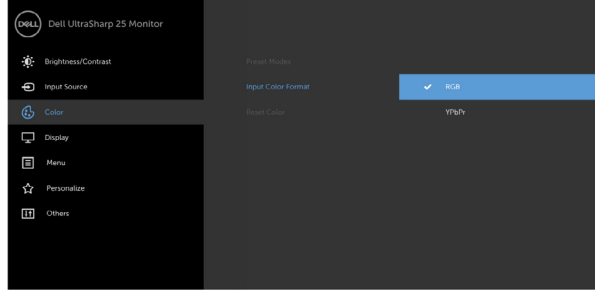 DELL Dell UltraSharp 25 Monitor
Brightness/Contrast Preset Modes
Input Source Input Color Format RGB
Color Reset Color YPbPr
Display
Menu
Personalize
Others